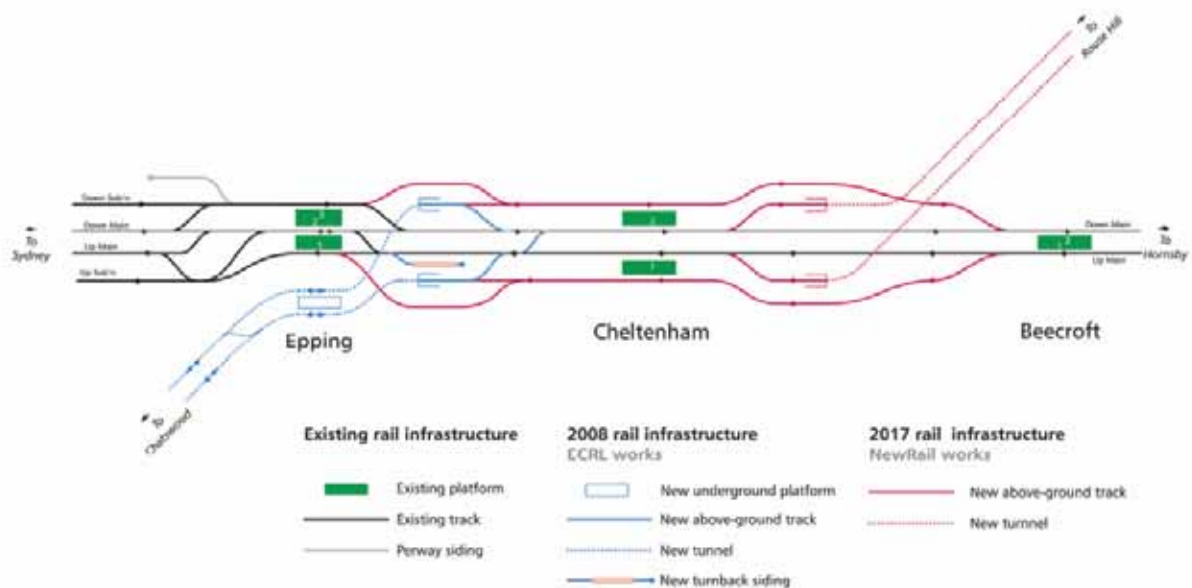 To
Rouse Hill
Down Sub'n
Down Main
To
Sydney
Up Main
Up Sub'n
Down Main
To
Hornsby
Up Main
Epping
Cheltenham
Beecroft
To
Chatswood
Existing rail infrastructure
2008 rail infrastructure
ECRL works
2017 rail infrastructure
NewRail works
Existing platform
New underground platform
New above-ground track
Existing track
New above-ground track
New turnnel
Perway siding
New tunnel
New turnback siding